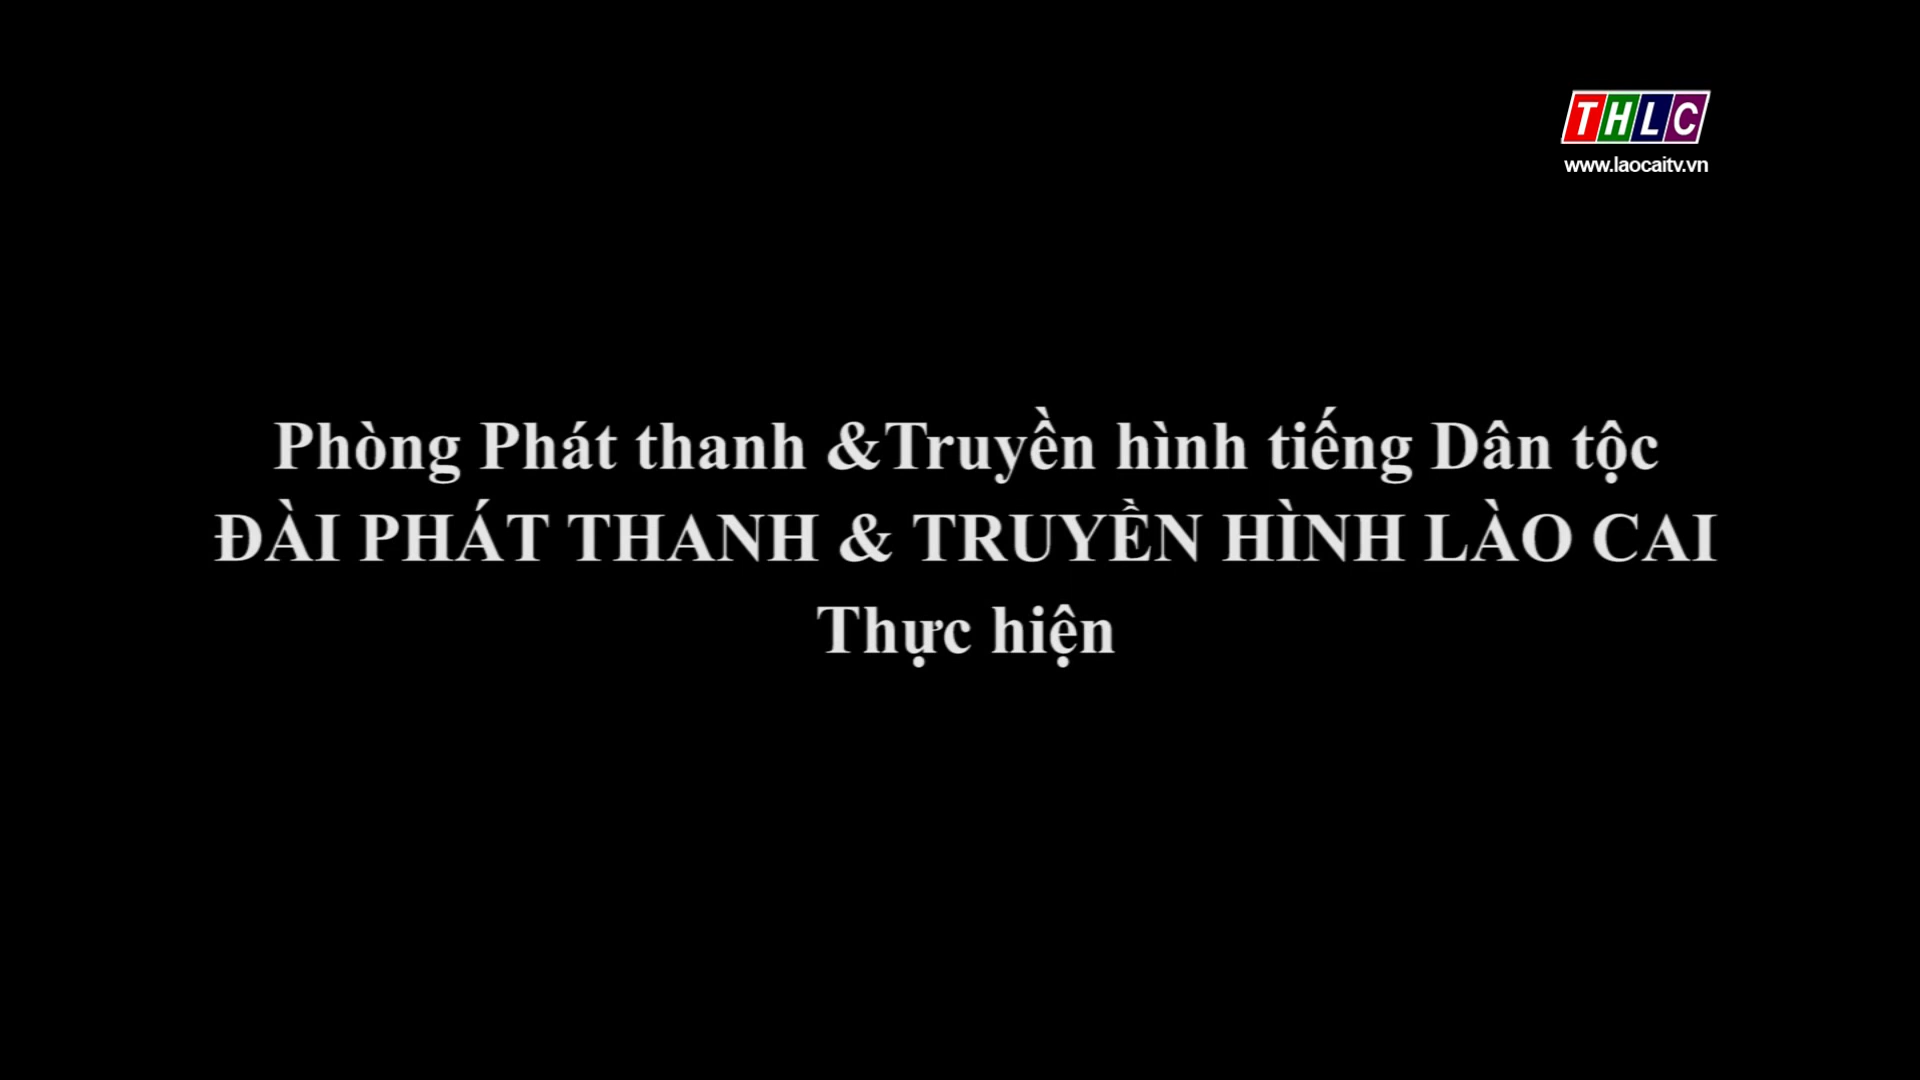 THLC
www.laocaitv.vn
Phòng Phát thanh &Truyền hình tiếng Dân tộc
ĐÀI PHÁT THANH & TRUYỀN HÌNH LÀO CAI
Thực hiện